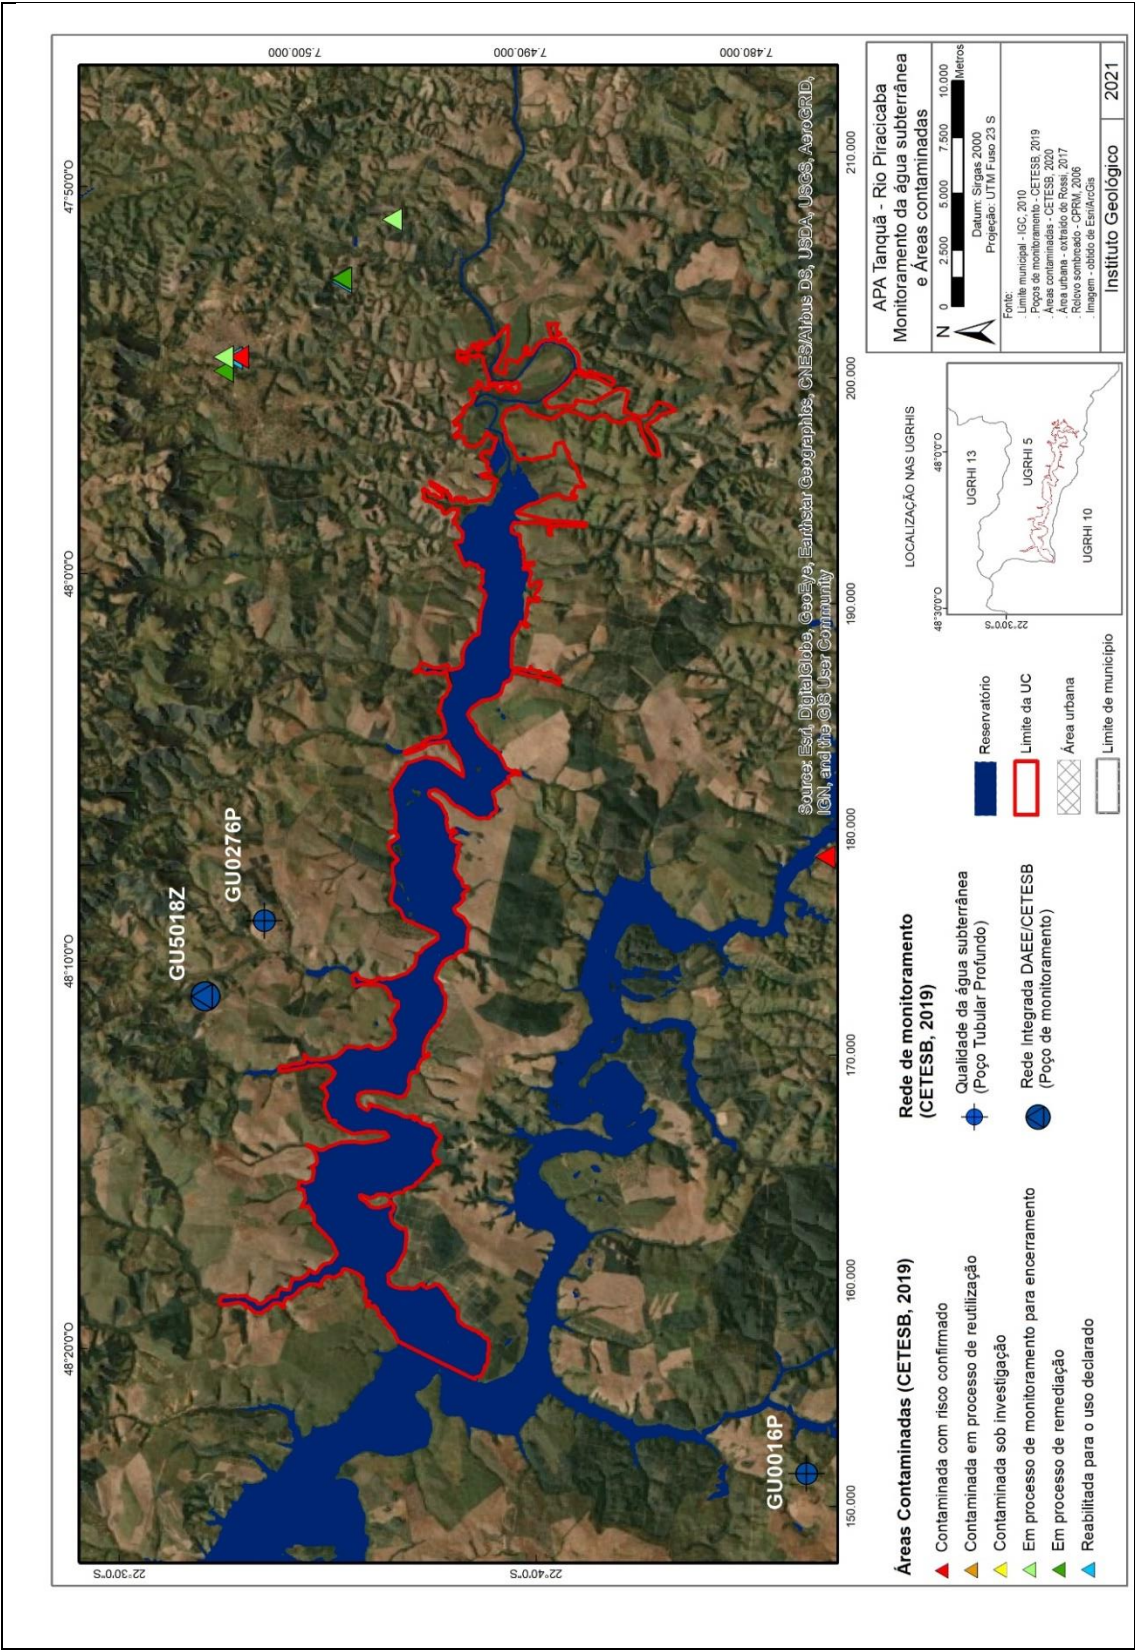 48°20'0"O
48°10'0"O
48°0'0"O
47°50'0"O
22°30'0"S
22°40'0"S
7.500.000
7.490.000
7.480.000
GU5018Z
GU0276P
GU0016P
Source: Esri, DigitalGlobe, GeoEye, Earthstar Geographics, CNES/Airbus DS, USDA, USGS, AeroGRID,
IGN, and the GIS User Community
150.000
160.000
170.000
180.000
190.000
200.000
210.000
Áreas Contaminadas (CETESB, 2019)
Contaminada com risco confirmado
Contaminada em processo de reutilização
Contaminada sob investigação
Em processo de monitoramento para encerramento
Em processo de remediação
Reabilitada para o uso declarado
Rede de monitoramento
(CETESB, 2019)
Qualidade da água subterrânea
(Poço Tubular Profundo)
Rede Integrada DAEE/CETESB
(Poço de monitoramento)
Reservatório
Limite da UC
Área urbana
Limite de município
LOCALIZAÇÃO NAS UGRHIS
48°30'0"O
48°0'0"O
22°30'0"S
UGRHI 13
UGRHI 5
UGRHI 10
APA Tanquã - Rio Piracicaba
Monitoramento da água subterrânea
e Áreas contaminadas
N
0 2.500 5.000 7.500 10.000
Metros
Datum: Sirgas 2000
Projeção: UTM Fuso 23 S
Fonte:
. Limite municipal - IGC, 2010
. Poços de monitoramento - CETESB, 2019
. Áreas contaminadas - CETESB, 2020
. Área urbana - extraído de Rossi, 2017
. Relevo sombreado - CPRM, 2006
. Imagem - obtido de Esri/ArcGis
Instituto Geológico
2021